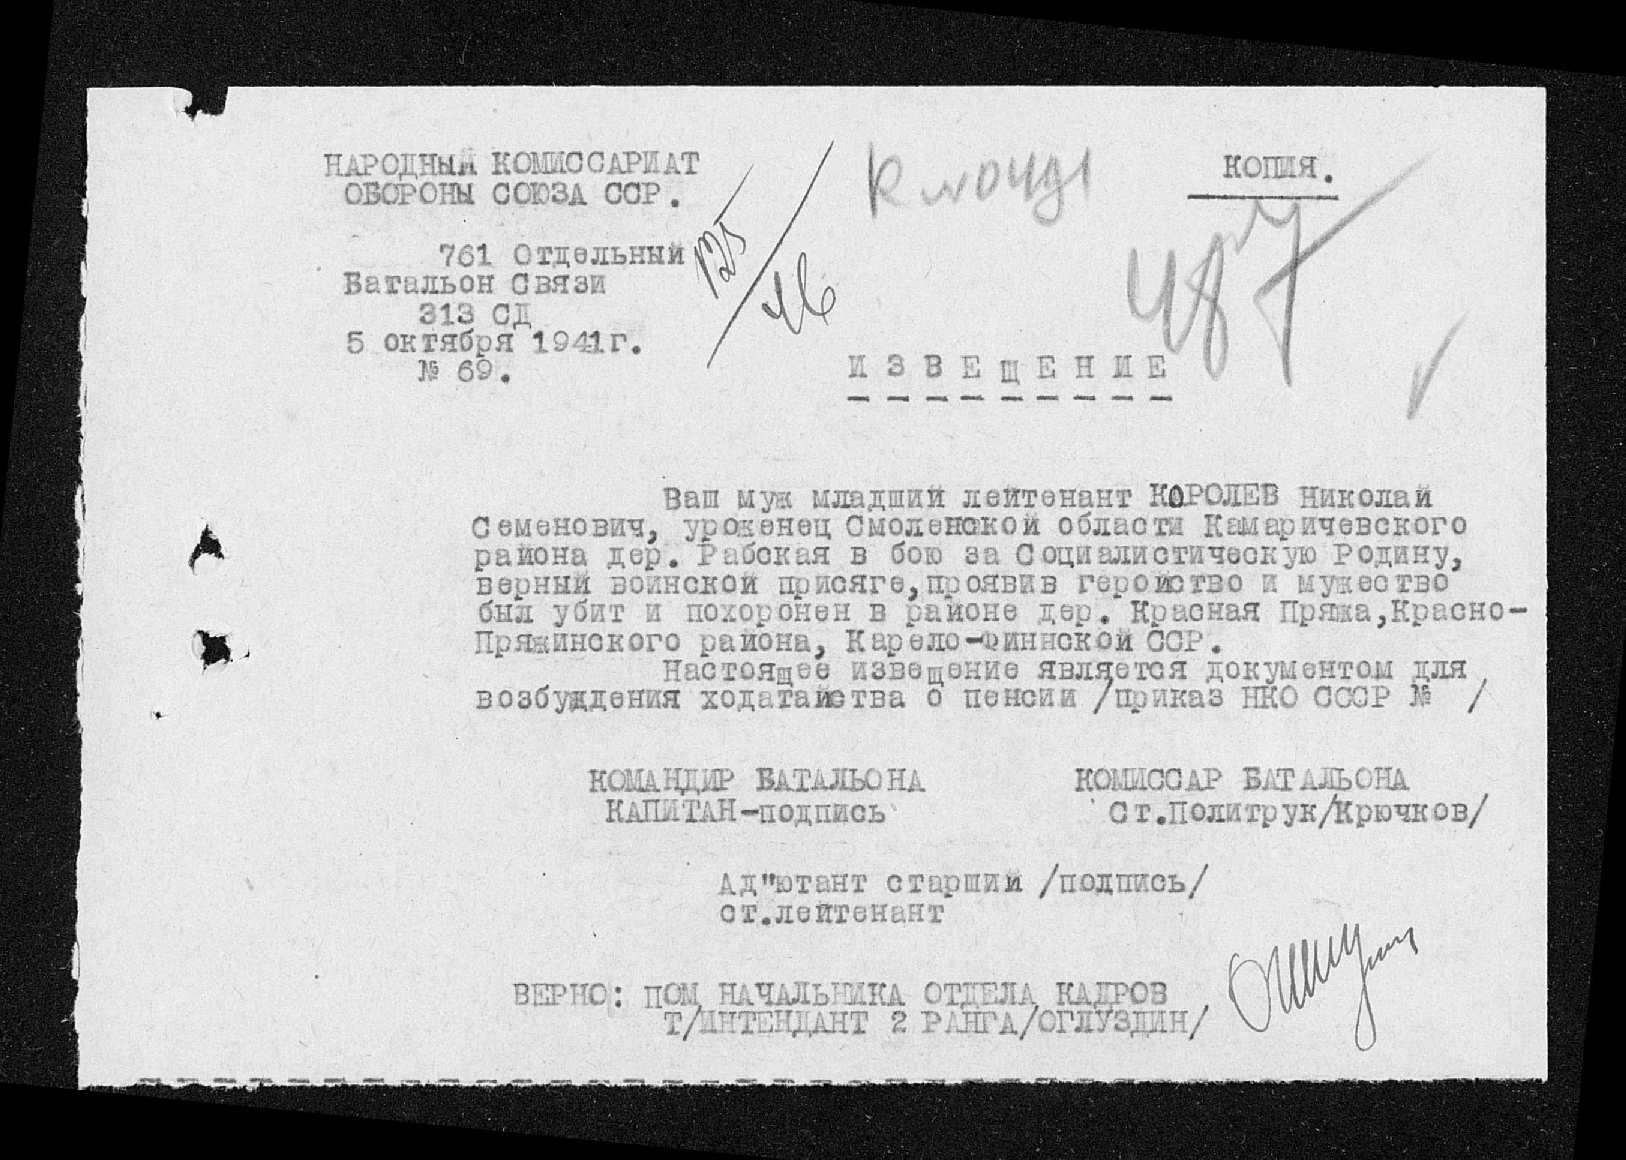 НАРОДНЫЙ КОМИССАРИАТ
ОБОРОНЫ СОЮЗА ССР.
КОПИЯ.
125/16
487
761 Отдельный
Батальон Связи
313 СД
5 октября 1941г.
№ 69.
ИЗВЕЩЕНИЕ
Ваш муж младший лейтенант КОРОЛЕВ Николай
Семенович, уроженец Смоленской области Камаричевского
района дер. Рабская в бою за Социалистическую Родину,
верный воинской присяге,проявив геройство и мужество
был убит и похоронен в районе дер. Красная Пряжа,Красно-
Пряжинского района, Карело-Финнской ССР.
Настоящее извещение является документом для
возбуждения ходатайства о пенсии /приказ НКО СССР № /
КОМАНДИР БАТАЛЬОНА КОМИССАР БАТАЛЬОНА
КАПИТАН-подпись Ст.Политрук/Крючков/
Ад"ютант старший /подпись/
ст.лейтенант
ВЕРНО: ПОМ НАЧАЛЬНИКА ОТДЕЛА КАДРОВ
Т/ИНТЕНДАНТ 2 РАНГА/ОГЛУЗДИН/